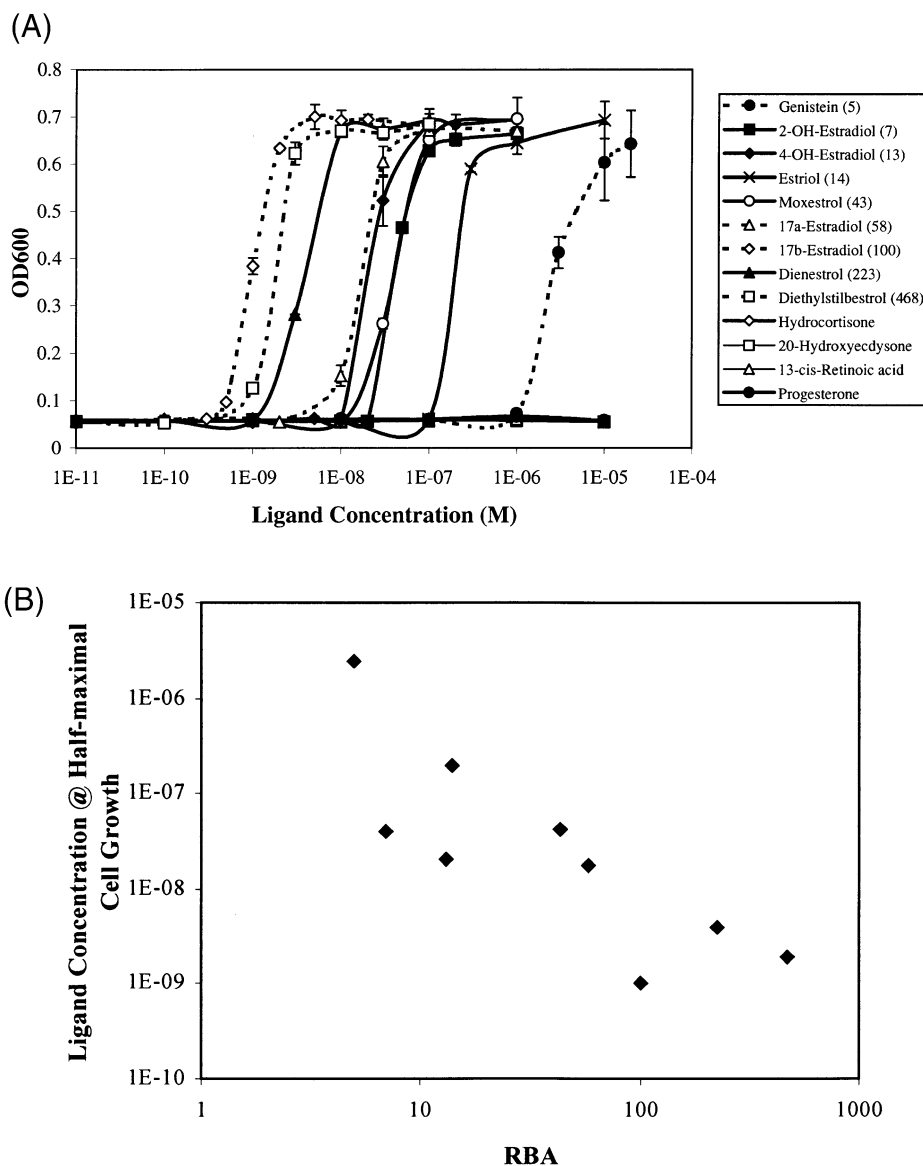 (A)
0.8
0.7
0.6
0.5
0.4
0.3
0.2
0.1
0
OD600
1E-11 1E-10 1E-09 1E-08 1E-07 1E-06 1E-05 1E-04
Ligand Concentration (M)
Genistein (5)
2-OH-Estradiol (7)
4-OH-Estradiol (13)
Estriol (14)
Moxestrol (43)
17a-Estradiol (58)
17b-Estradiol (100)
Dienestrol (223)
Diethylstilbestrol (468)
Hydrocortisone
20-Hydroxyecdysone
13-cis-Retinoic acid
Progesterone
(B)
1E-05
1E-06
1E-07
1E-08
1E-09
1E-10
Ligand Concentration @ Half-maximal
Cell Growth
1 10 100 1000
RBA